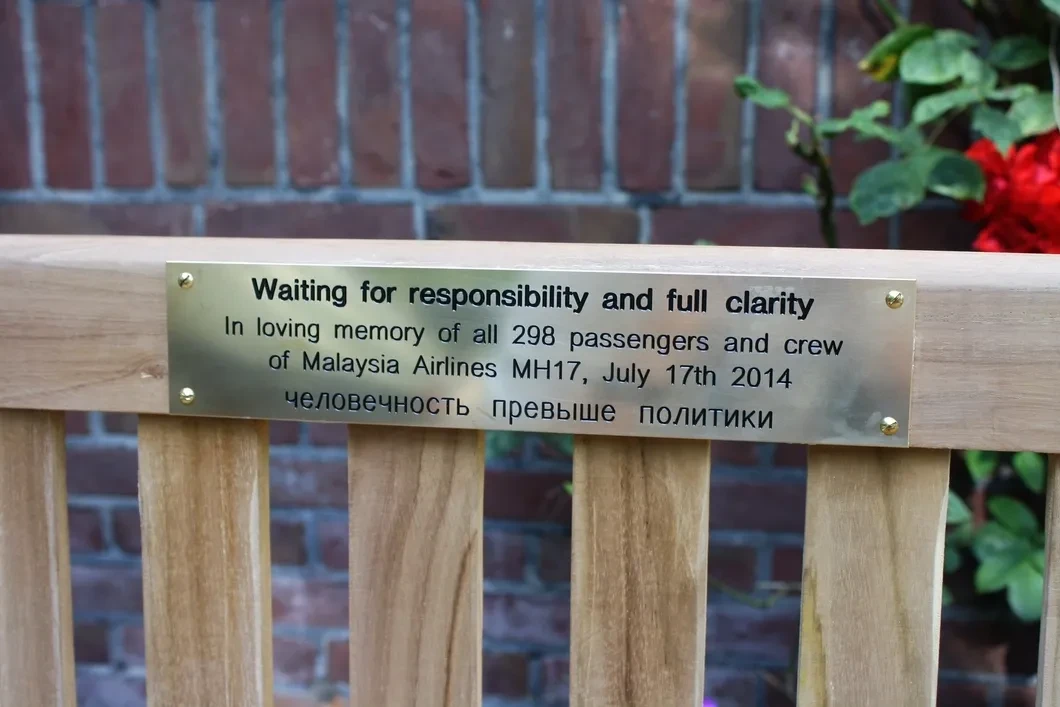 Waiting for responsibility and full clarity
In loving memory of all 298 passengers and crew
of Malaysia Airlines MH17, July 17th 2014
человечность превыше политики